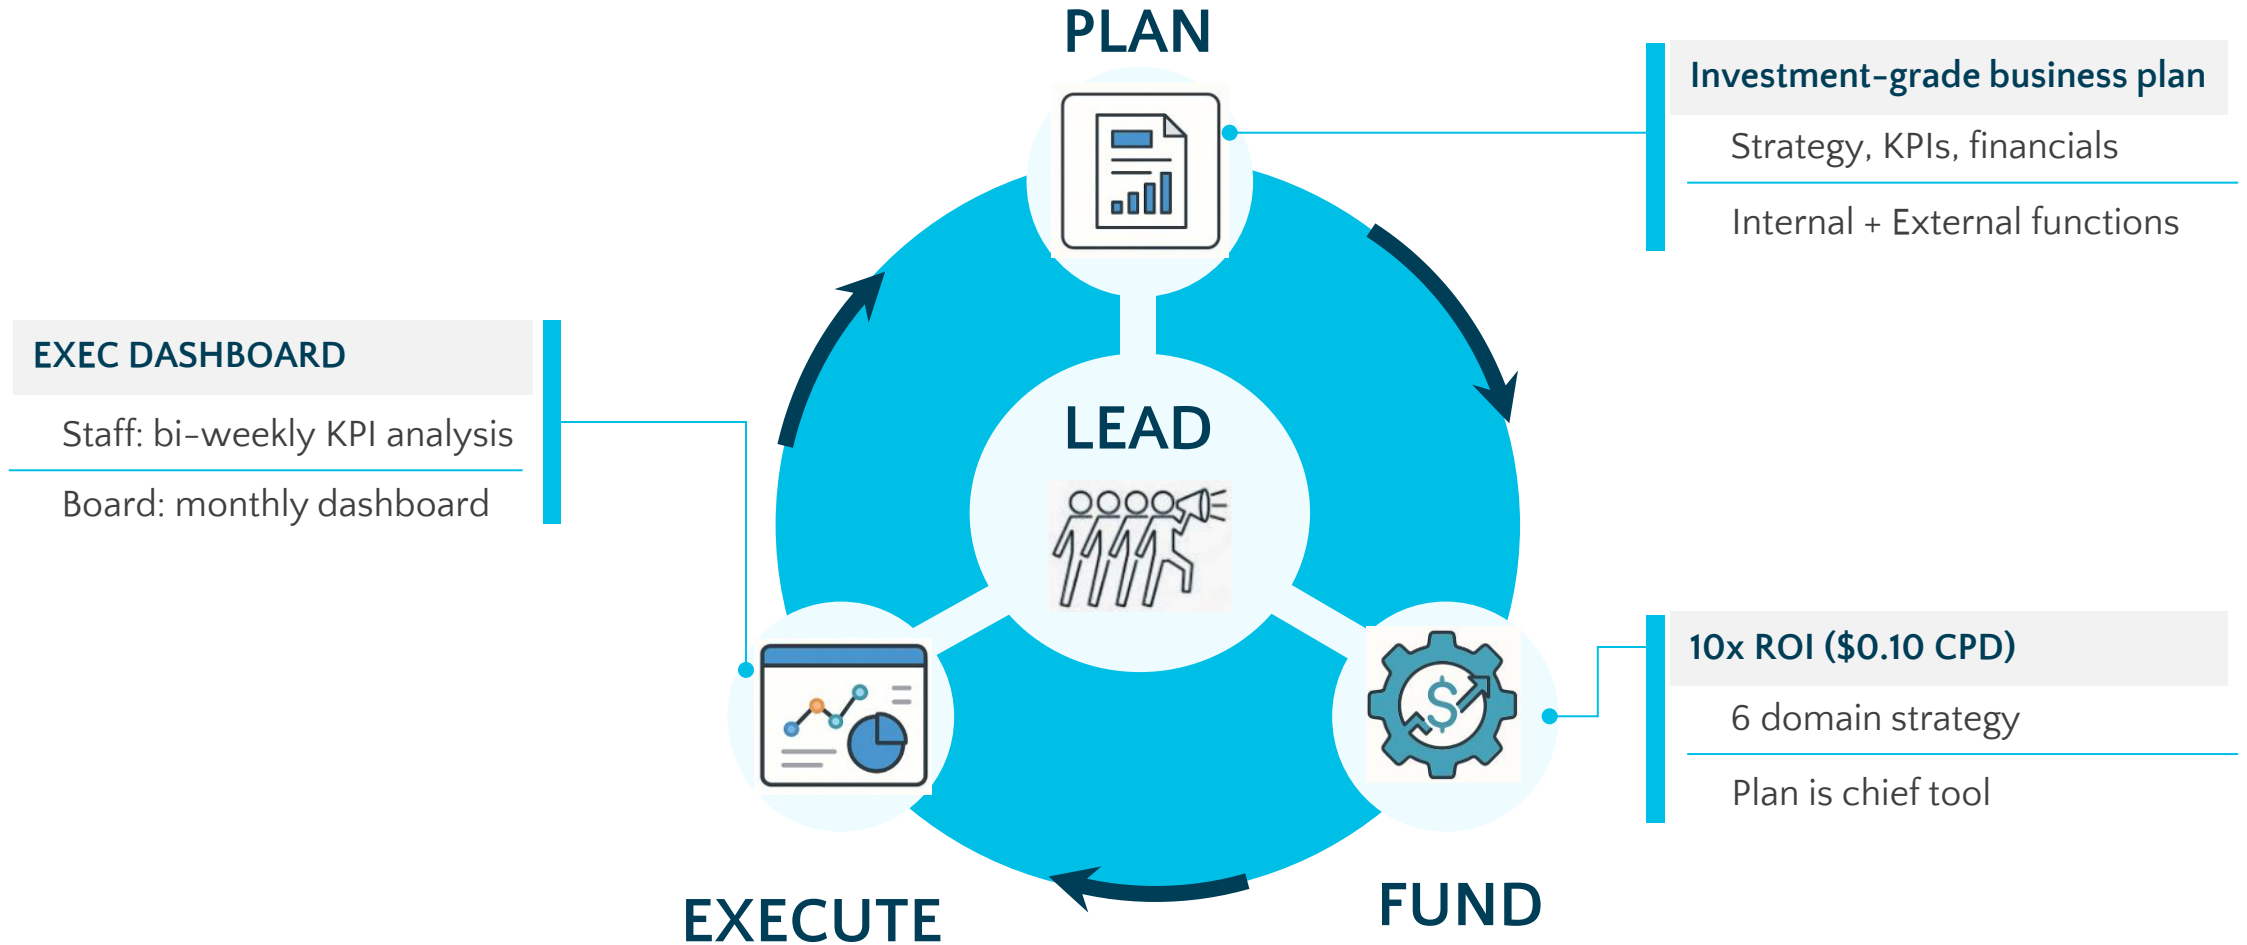 PLAN
Investment-grade business plan
Strategy, KPIs, financials
Internal + External functions
EXEC DASHBOARD
Staff: bi-weekly KPI analysis
Board: monthly dashboard
LEAD
$
10x ROI ($0.10 CPD)
6 domain strategy
Plan is chief tool
EXECUTE
FUND